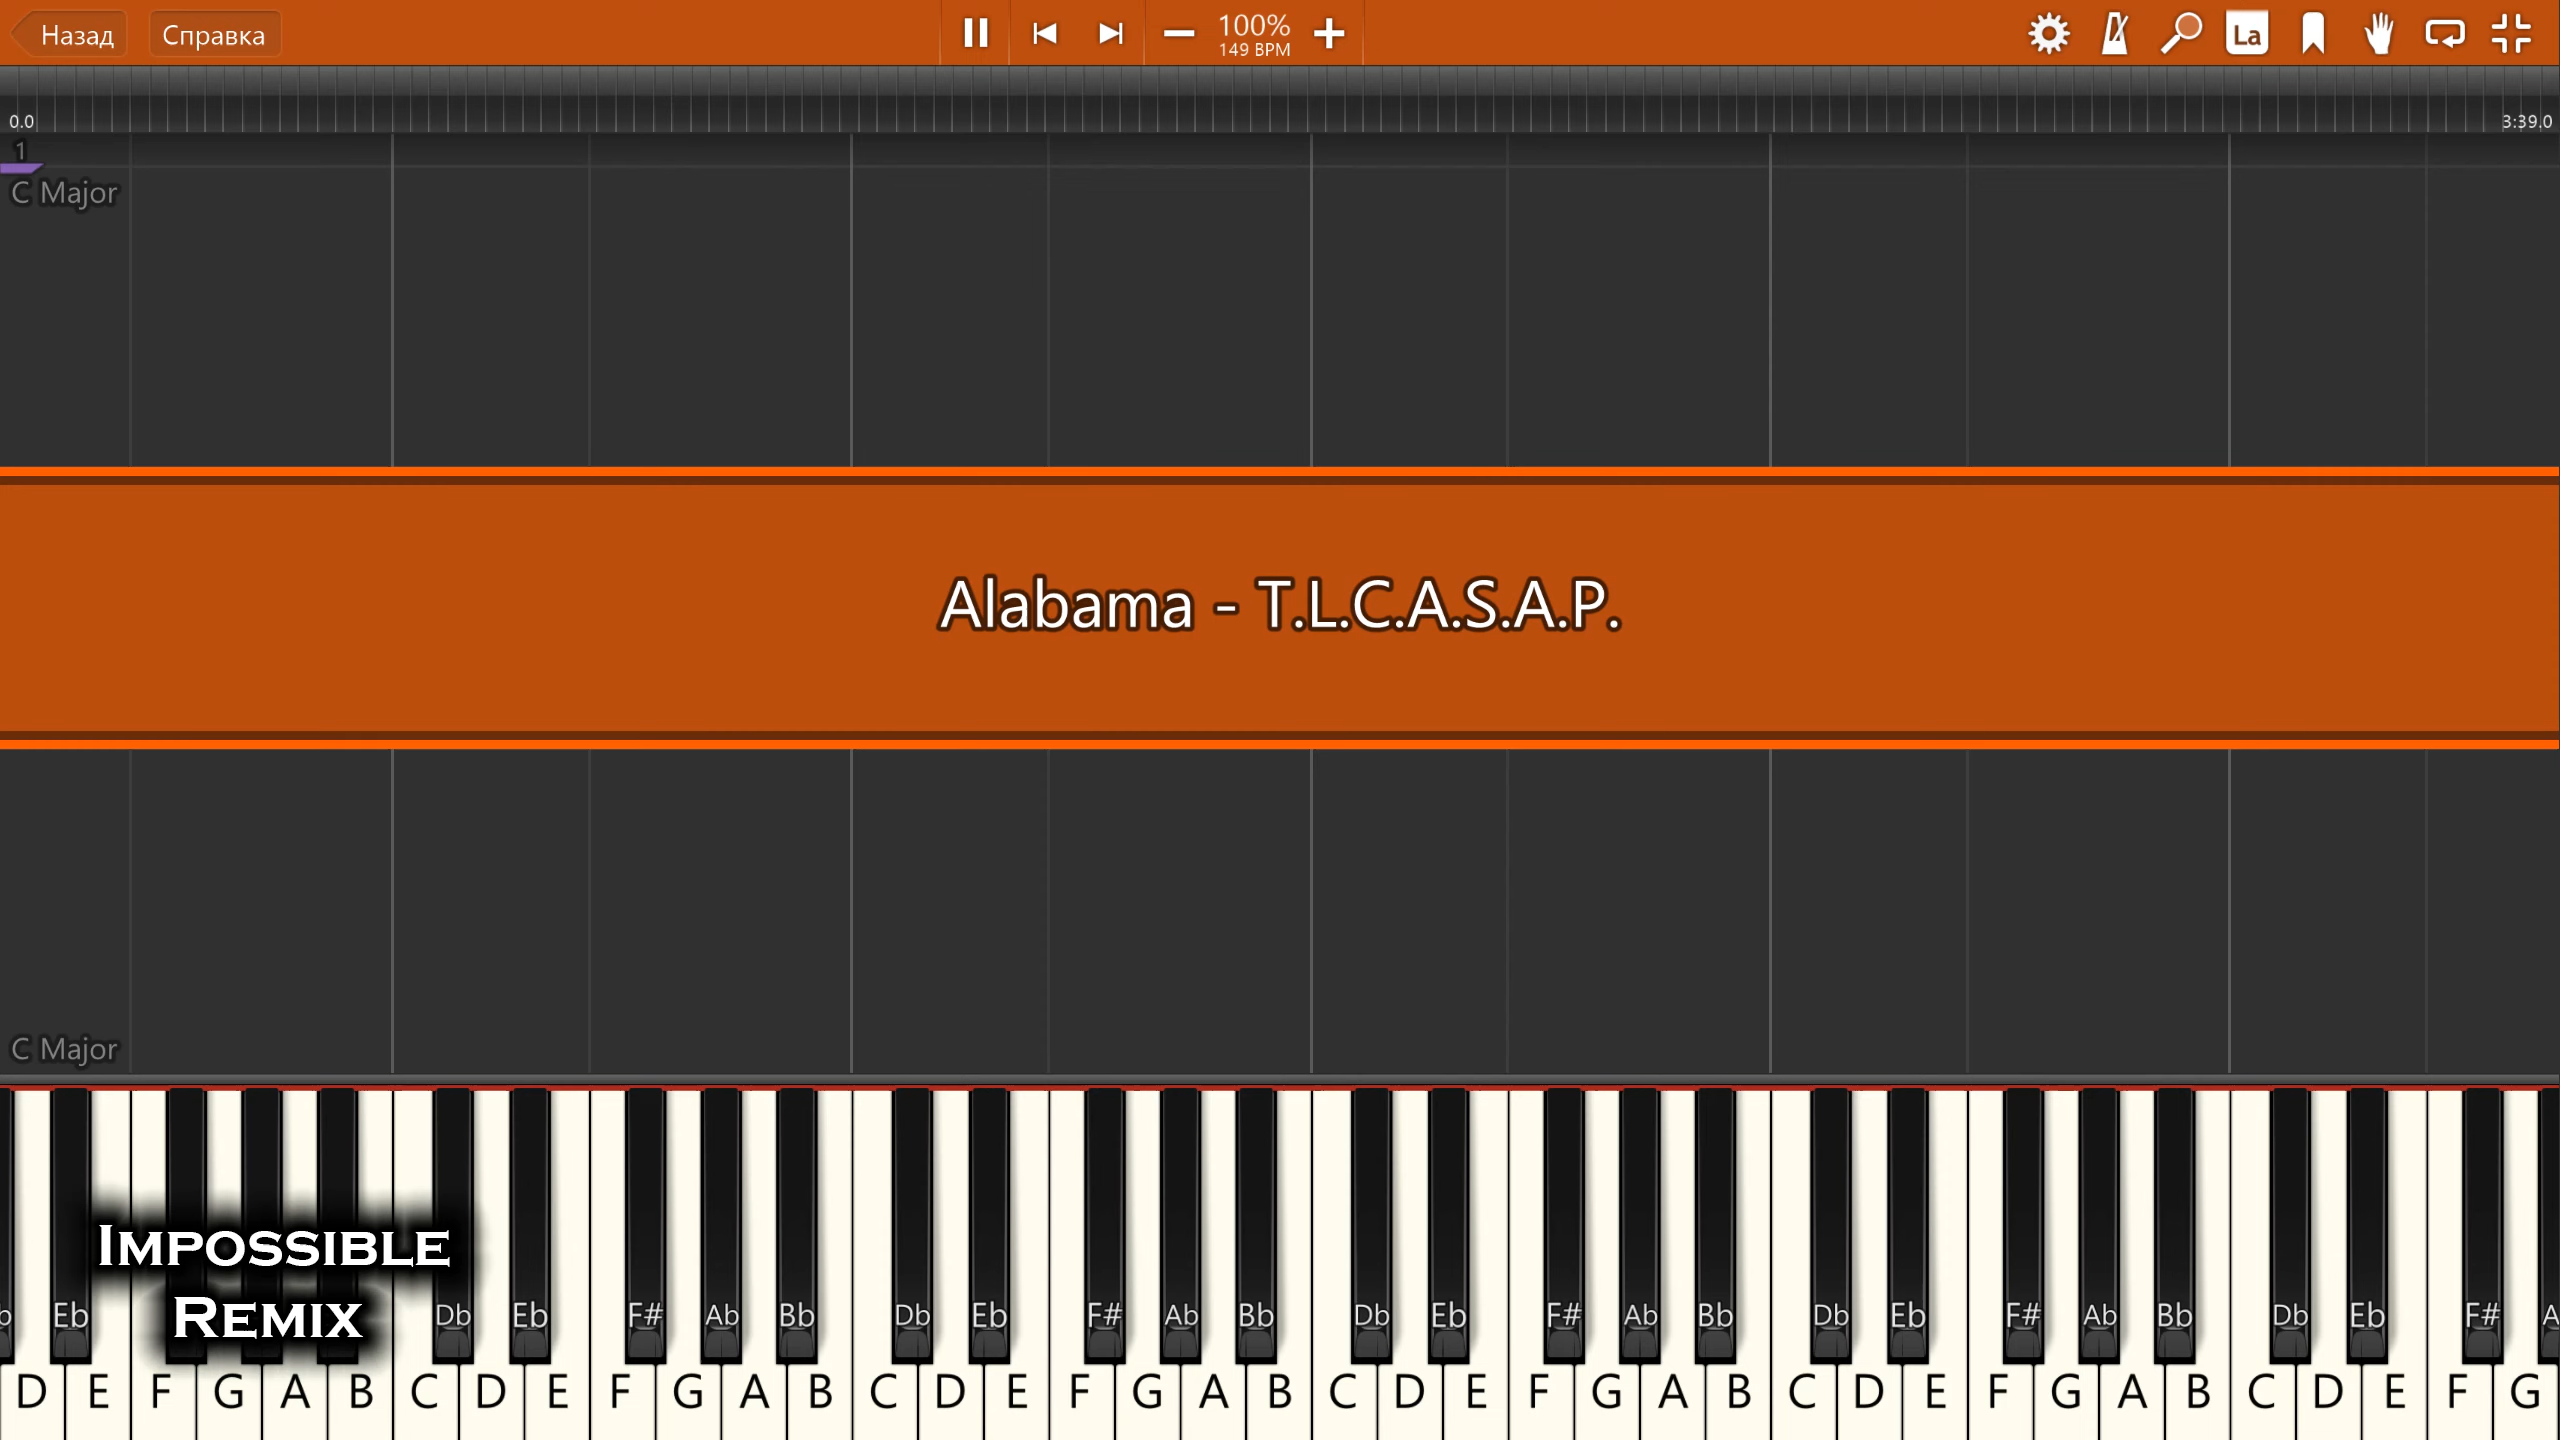 Назад Справка 100% La
149 BPM
0.0 3:39.0
1
C Major
Alabama - T.L.C.A.S.A.P.
C Major
Impossible
Remix
Eb Db Eb F# Ab Bb Db Eb F# Ab Bb Db Eb F# Ab Bb Db Eb F# Ab Bb Db Eb F# A
D E F G A B C D E F G A B C D E F G A B C D E F G A B C D E F G A B C D E F G